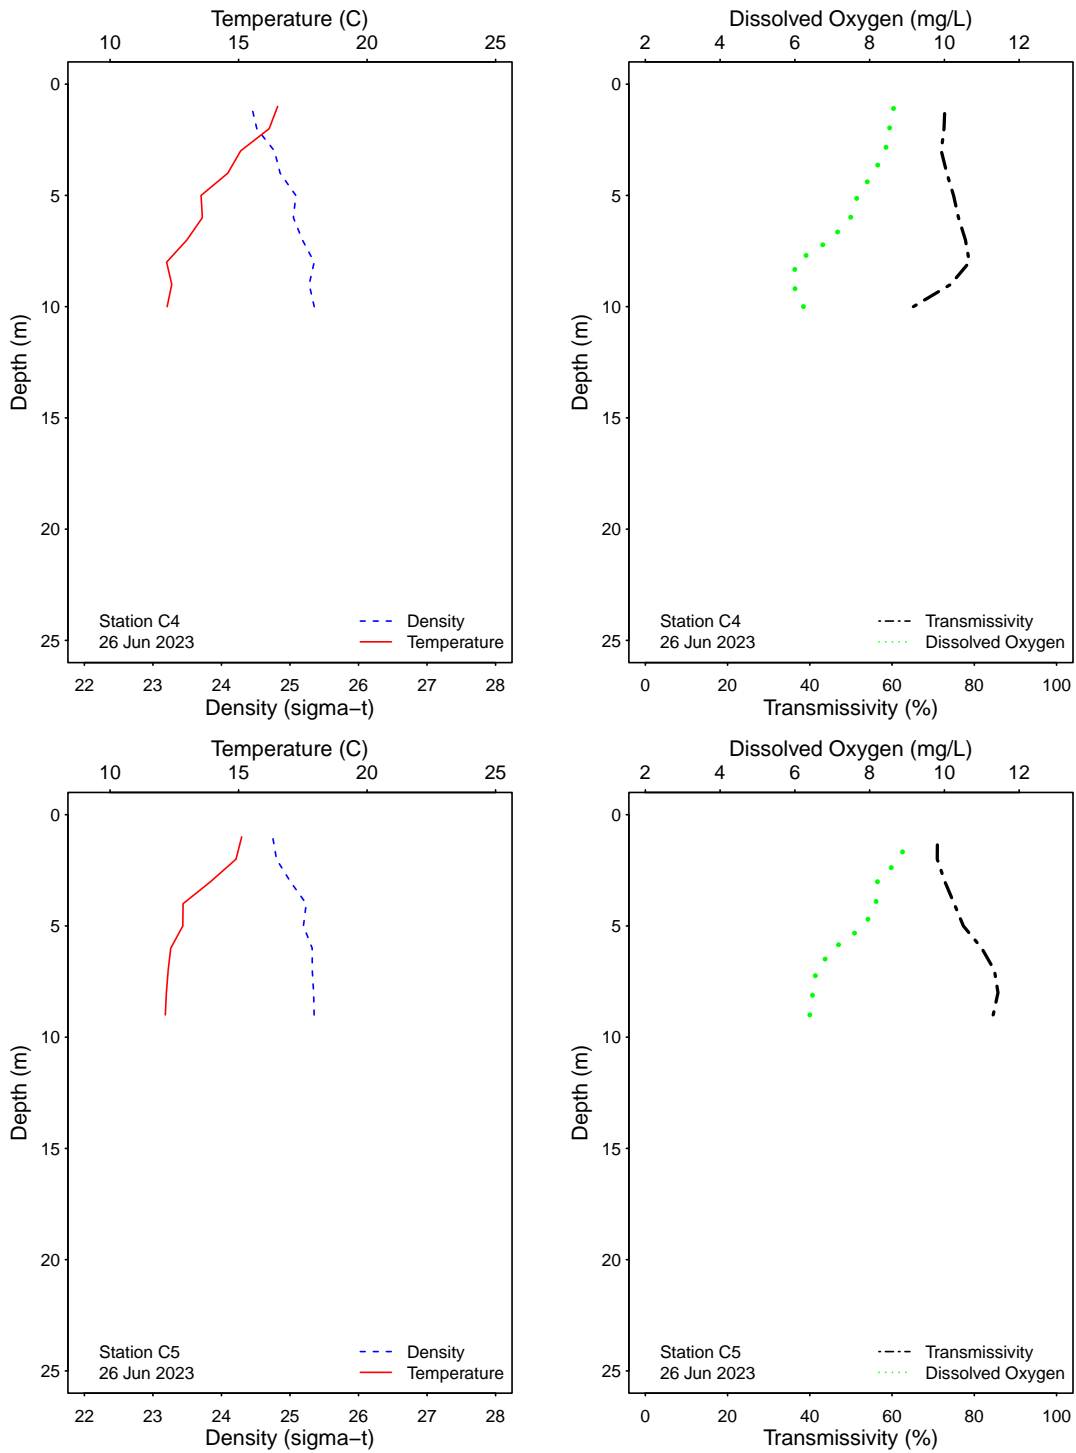 Temperature (C)
10 15 20 25
0
5
10
15
20
25
Depth (m)
Station C4
26 Jun 2023
Density
Temperature
22 23 24 25 26 27 28
Density (sigma−t)
Dissolved Oxygen (mg/L)
2 4 6 8 10 12
0
5
10
15
20
25
Depth (m)
Station C4
26 Jun 2023
Transmissivity
Dissolved Oxygen
0 20 40 60 80 100
Transmissivity (%)
Temperature (C)
10 15 20 25
0
5
10
15
20
25
Depth (m)
Station C5
26 Jun 2023
Density
Temperature
22 23 24 25 26 27 28
Density (sigma−t)
Dissolved Oxygen (mg/L)
2 4 6 8 10 12
0
5
10
15
20
25
Depth (m)
Station C5
26 Jun 2023
Transmissivity
Dissolved Oxygen
0 20 40 60 80 100
Transmissivity (%)